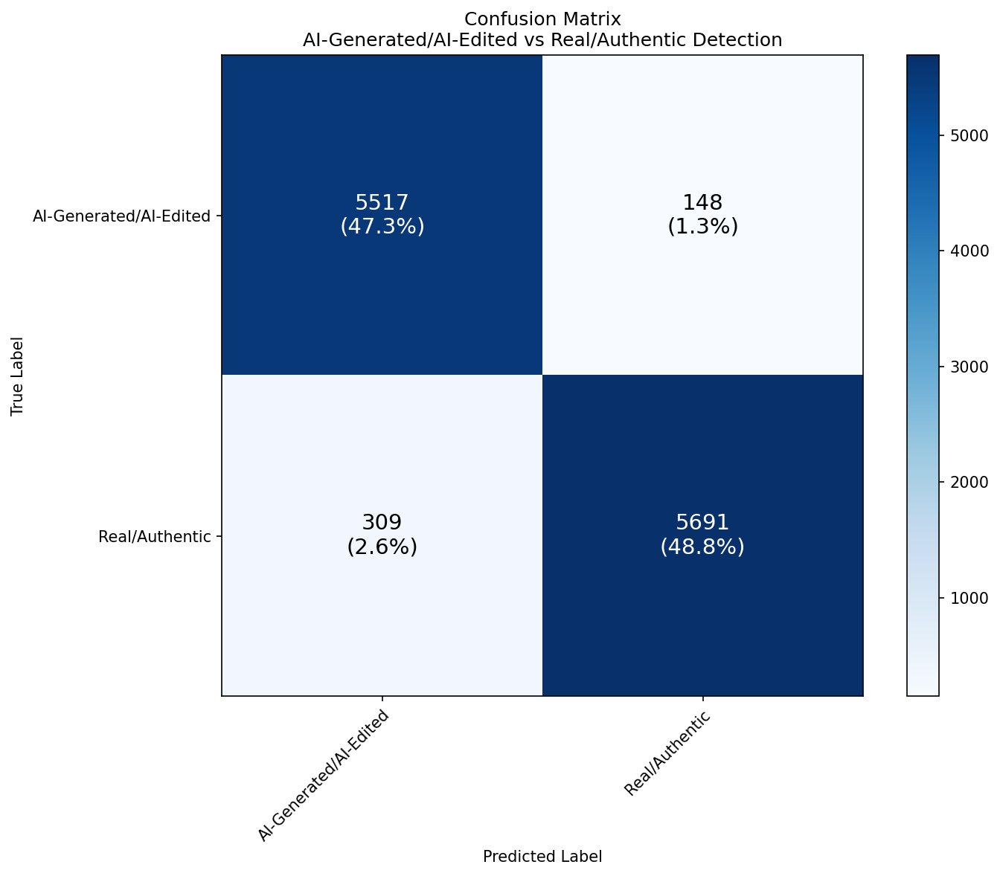 Confusion Matrix
AI-Generated/AI-Edited vs Real/Authentic Detection
5517
(47.3%)
148
(1.3%)
309
(2.6%)
5691
(48.8%)
AI-Generated/AI-Edited
Real/Authentic
True Label
AI-Generated/AI-Edited
Real/Authentic
Predicted Label
5000
4000
3000
2000
1000